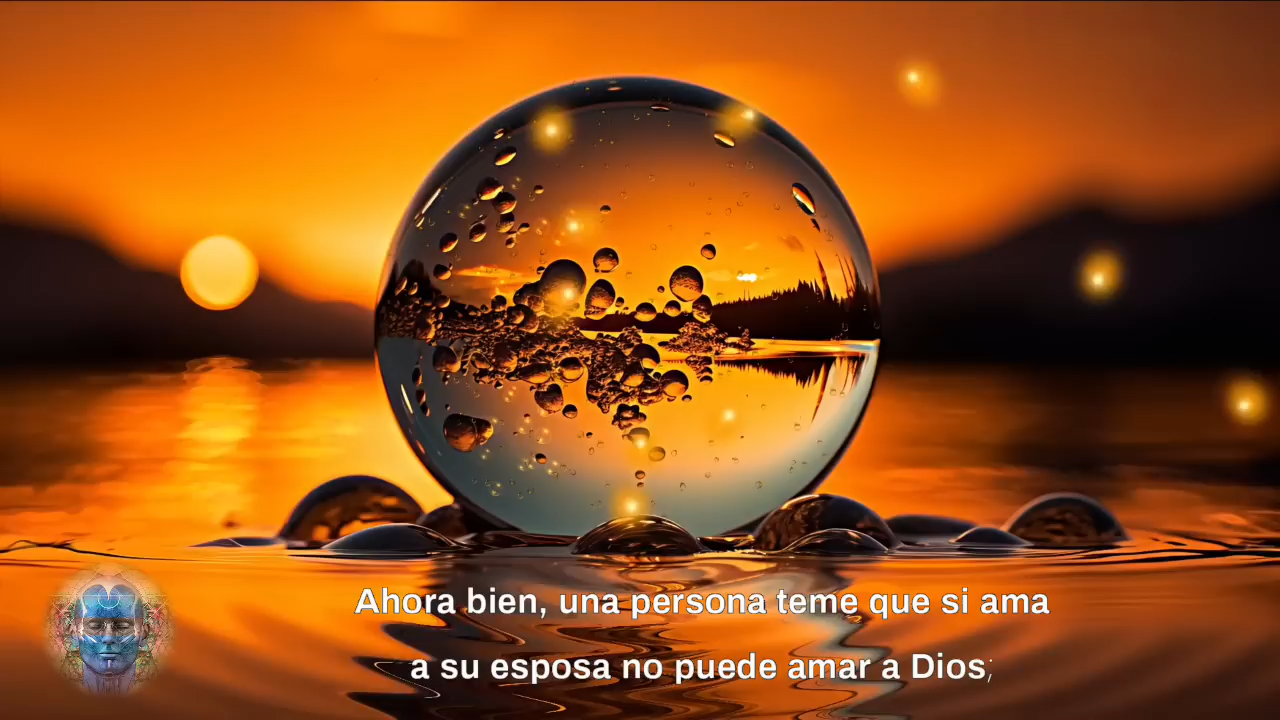 Ahora bien, una persona teme que si ama
a su esposa no puede amar a Dios;